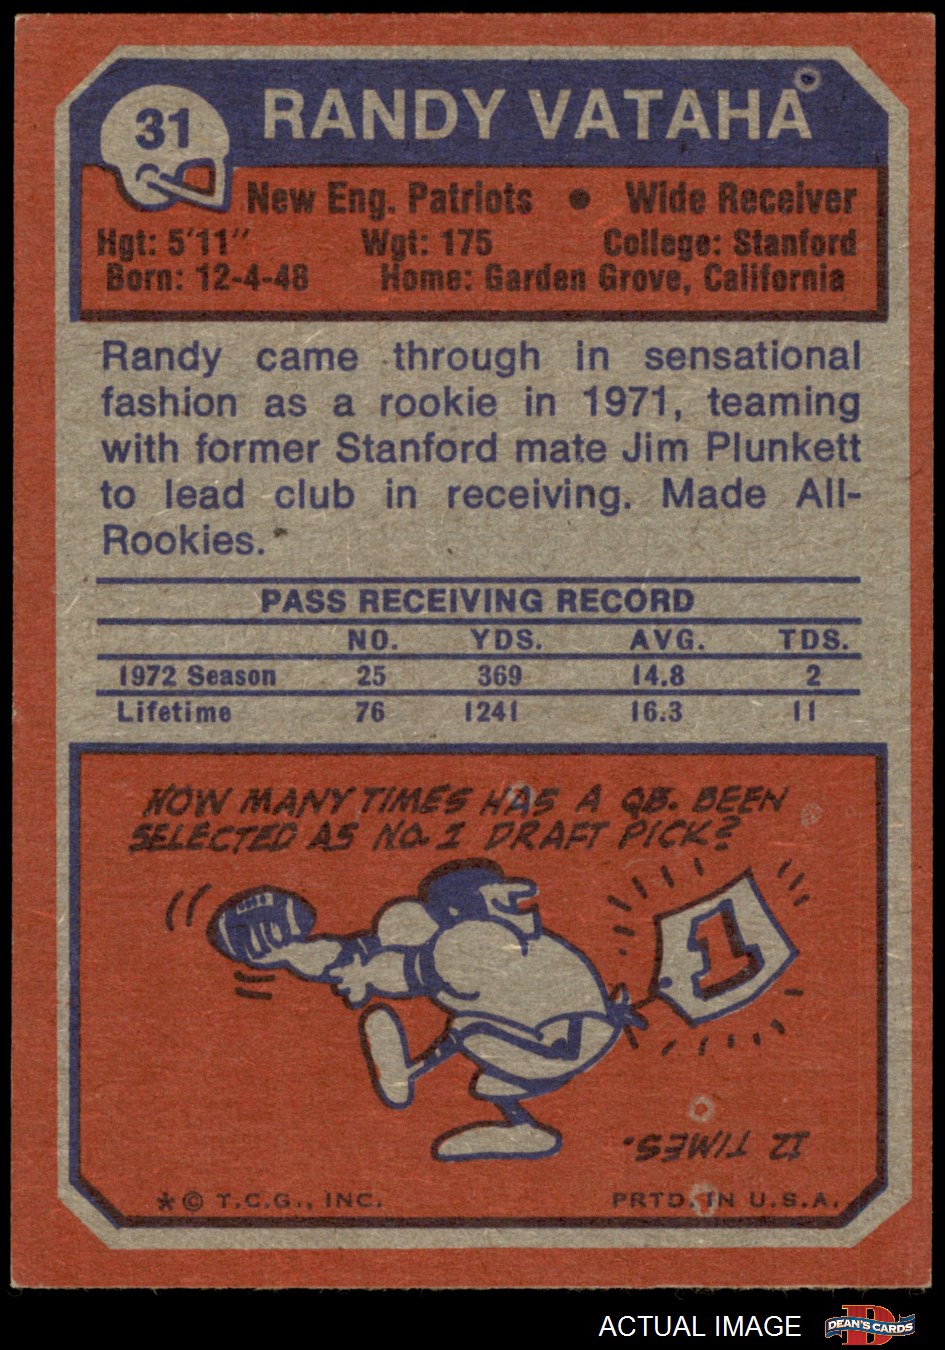 31
RANDY VATAHA
New Eng. Patriots • Wide Receiver
Hgt: 5'11" Wgt: 175 College: Stanford
Born: 12-4-48 Home: Garden Grove, California
Randy came through in sensational
fashion as a rookie in 1971, teaming
with former Stanford mate Jim Plunkett
to lead club in receiving. Made All-
Rookies.
PASS RECEIVING RECORD
NO. YDS. AVG. TDS.
1972 Season 25 369 14.8 2
Lifetime 76 1241 16.3 11
HOW MANY TIMES HAS A QB. BEEN
SELECTED AS NO. 1 DRAFT PICK?
1
12 TIMES.
* © T.C.G., INC. PRTD. IN U.S.A.
ACTUAL IMAGE DEAN'S CARDS